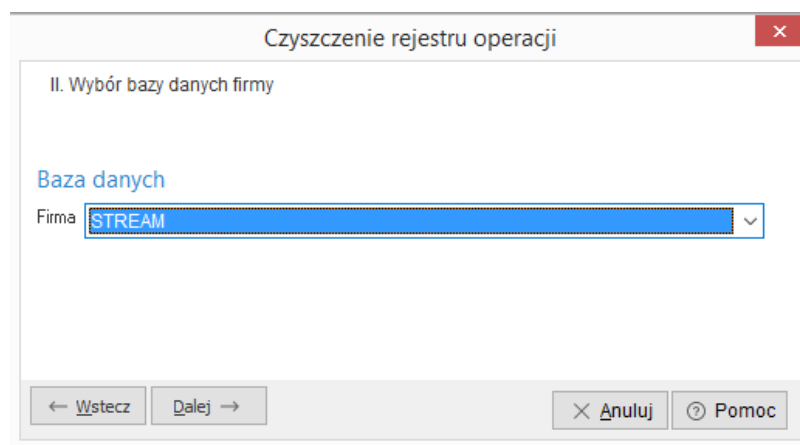 Czyszczenie rejestru operacji
II. Wybór bazy danych firmy
Baza danych
Firma STREAM
← Wstecz Dalej → Anuluj Pomoc